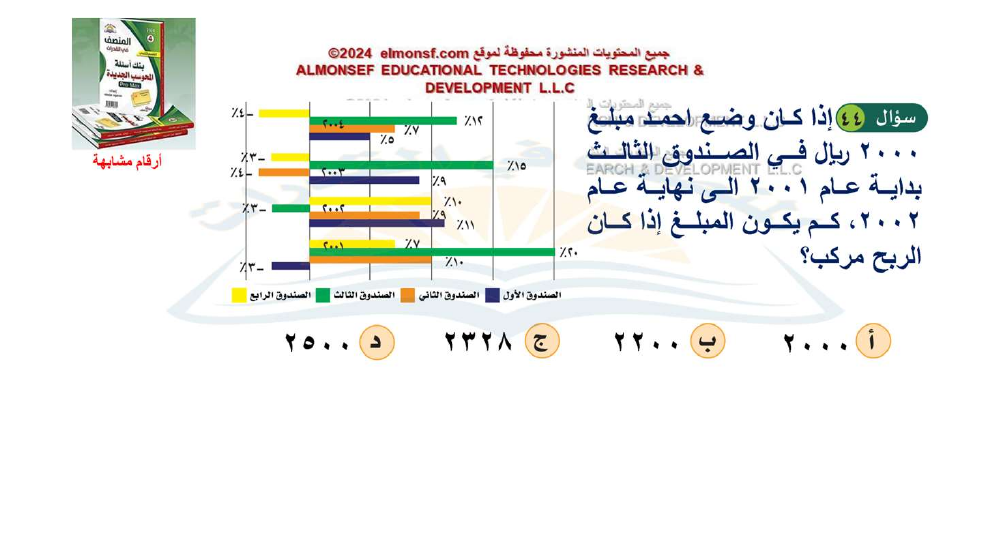 جميع المحتويات المنشورة محفوظة لموقع elmonsf.com ©2024
ALMONSEF EDUCATIONAL TECHNOLOGIES RESEARCH &
DEVELOPMENT L.L.C
المنصف
في القدرات
بنك أسئلة
المحوسب الجديدة
أرقام مشابهة
سؤال ٤٤ إذا كان وضع احمد مبلغ
٢٠٠٠ ريال في الصندوق الثالث
بداية عام ٢٠٠١ الى نهاية عام
٢٠٠٢، كم يكون المبلغ إذا كان
الربح مركب؟
٢٠٠٤
٪٤-
٪١٢
٪٧
٪٥
٢٠٠٣
٪٣-
٪١٥
٪٤-
٪٩
٢٠٠٢
٪١٠
٪٣-
٪٩
٪١١
٢٠٠١
٪٧
٪٢٠
٪١٠
٪٣-
الصندوق الأول الصندوق الثاني الصندوق الثالث الصندوق الرابع
أ ٢٠٠٠ ب ٢٢٠٠ ج ٢٣٢٨ د ٢٥٠٠